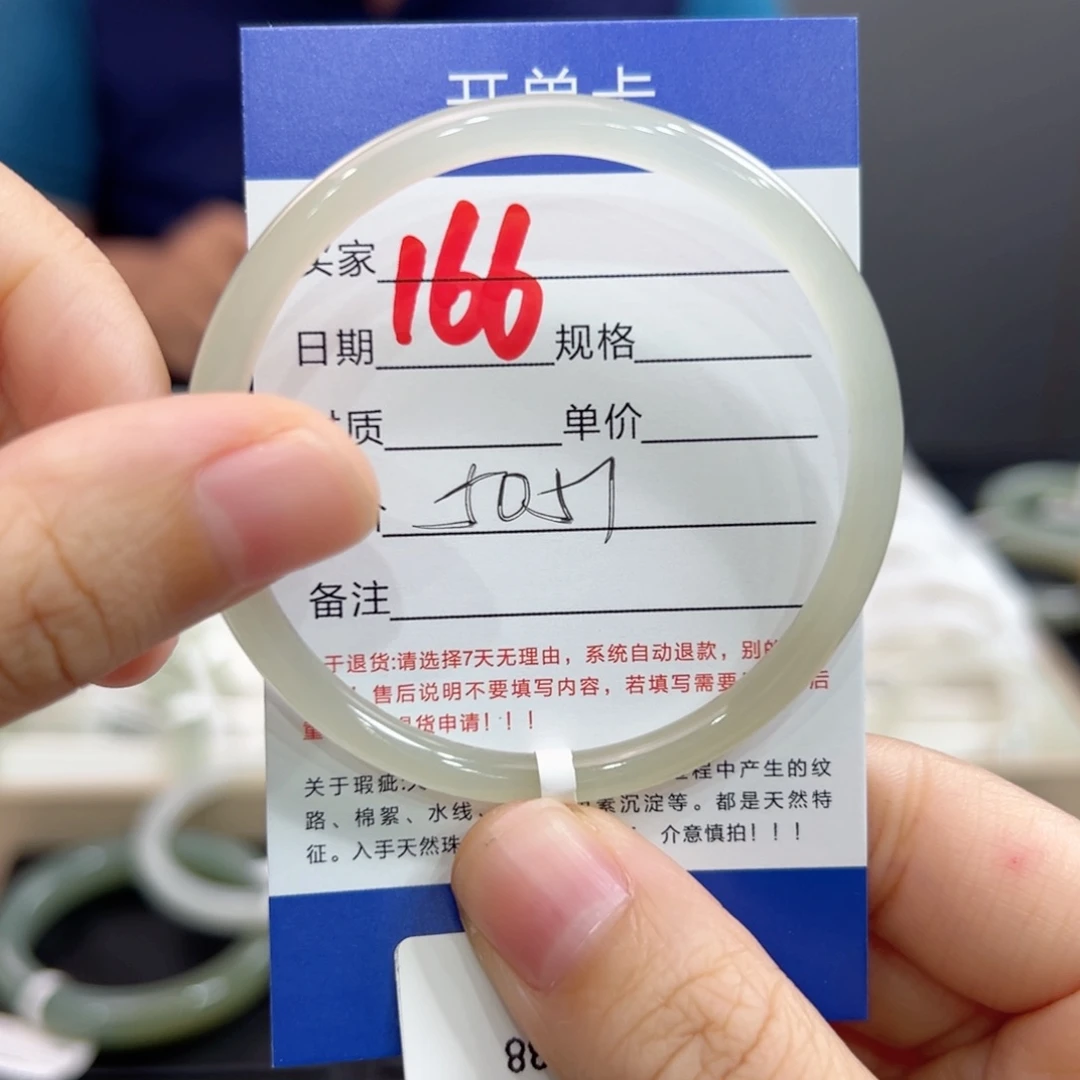 开单卡
买家
166
日期 规格
质 单价
备注
于退货:请选择7天无理由,系统自动退款,别的
售后说明不要填写内容,若填写需要 后
退货申请!!!
关于瑕疵: 程中产生的纹
路、棉絮、水线、 素沉淀等。都是天然特
征。入手天然珠 介意慎拍!!!
38